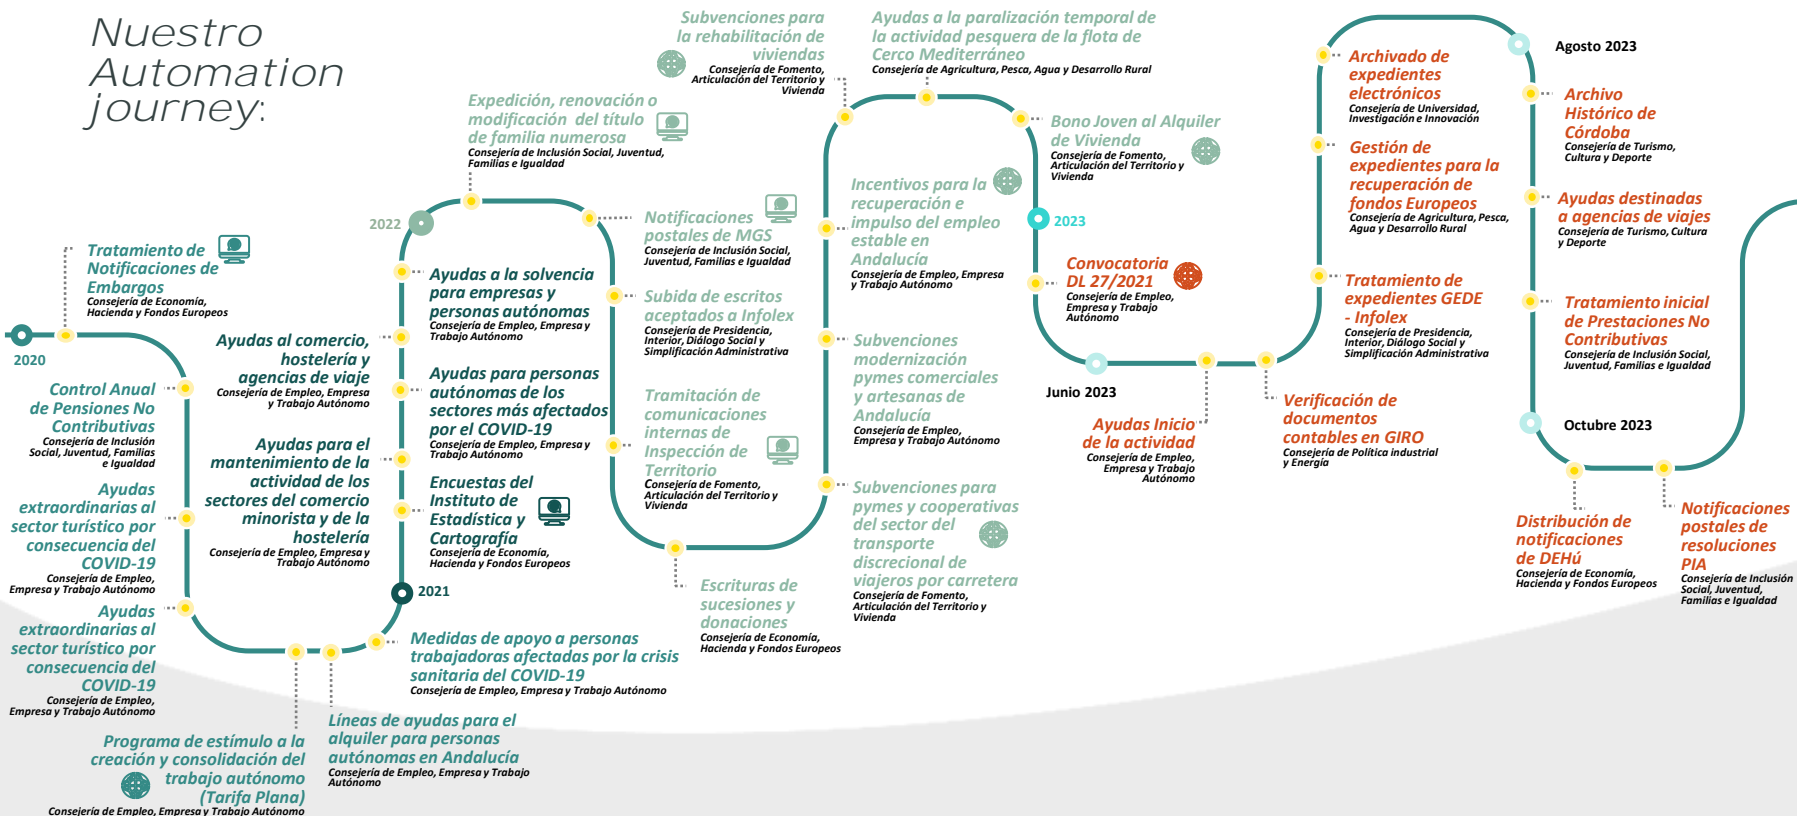 Nuestro
Automation
journey:
2020
Tratamiento de
Notificaciones de
Embargos
Consejería de Economía,
Hacienda y Fondos Europeos
Control Anual
de Pensiones No
Contributivas
Consejería de Inclusión
Social, Juventud, Familias
e Igualdad
Ayudas
extraordinarias al
sector turístico por
consecuencia del
COVID-19
Consejería de Empleo,
Empresa y Trabajo Autónomo
Ayudas
extraordinarias al
sector turístico por
consecuencia del
COVID-19
Consejería de Empleo,
Empresa y Trabajo Autónomo
Programa de estímulo a la
creación y consolidación del
trabajo autónomo
(Tarifa Plana)
Consejería de Empleo, Empresa y Trabajo Autónomo
Líneas de ayudas para el
alquiler para personas
autónomas en Andalucía
Consejería de Empleo, Empresa y Trabajo
Autónomo
Medidas de apoyo a personas
trabajadoras afectadas por la crisis
sanitaria del COVID-19
Consejería de Empleo, Empresa y Trabajo Autónomo
2021
Encuestas del
Instituto de
Estadística y
Cartografía
Consejería de Economía,
Hacienda y Fondos Europeos
Ayudas para el
mantenimiento de la
actividad de los
sectores del comercio
minorista y de la
hostelería
Consejería de Empleo, Empresa y
Trabajo Autónomo
Ayudas para personas
autónomas de los
sectores más afectados
por el COVID-19
Consejería de Empleo, Empresa y
Trabajo Autónomo
Ayudas al comercio,
hostelería y
agencias de viaje
Consejería de Empleo, Empresa
y Trabajo Autónomo
Ayudas a la solvencia
para empresas y
personas autónomas
Consejería de Empleo, Empresa y
Trabajo Autónomo
2022
Expedición, renovación o
modificación del título
de familia numerosa
Consejería de Inclusión Social, Juventud,
Familias e Igualdad
Notificaciones
postales de MGS
Consejería de Inclusión Social,
Juventud, Familias e Igualdad
Subida de escritos
aceptados a Infolex
Consejería de Presidencia,
Interior, Diálogo Social y
Simplificación Administrativa
Tramitación de
comunicaciones
internas de
Inspección de
Territorio
Consejería de Fomento,
Articulación del Territorio y
Vivienda
Escrituras de
sucesiones y
donaciones
Consejería de Economía,
Hacienda y Fondos Europeos
Subvenciones para
pymes y cooperativas
del sector del
transporte
discrecional de
viajeros por carretera
Consejería de Fomento,
Articulación del Territorio y
Vivienda
Subvenciones
modernización
pymes comerciales
y artesanas de
Andalucía
Consejería de Empleo,
Empresa y Trabajo Autónomo
Incentivos para la
recuperación e
impulso del empleo
estable en
Andalucía
Consejería de Empleo, Empresa
y Trabajo Autónomo
Subvenciones para
la rehabilitación de
viviendas
Consejería de Fomento,
Articulación del Territorio y
Vivienda
Ayudas a la paralización temporal de
la actividad pesquera de la flota de
Cerco Mediterráneo
Consejería de Agricultura, Pesca, Agua y Desarrollo Rural
Bono Joven al Alquiler
de Vivienda
Consejería de Fomento,
Articulación del Territorio y
Vivienda
2023
Convocatoria
DL 27/2021
Consejería de Empleo,
Empresa y Trabajo
Autónomo
Junio 2023
Ayudas Inicio
de la actividad
Consejería de Empleo,
Empresa y Trabajo
Autónomo
Verificación de
documentos
contables en GIRO
Consejería de Política industrial
y Energía
Tratamiento de
expedientes GEDE
- Infolex
Consejería de Presidencia,
Interior, Diálogo Social y
Simplificación Administrativa
Gestión de
expedientes para la
recuperación de
fondos Europeos
Consejería de Agricultura, Pesca,
Agua y Desarrollo Rural
Archivado de
expedientes
electrónicos
Consejería de Universidad,
Investigación e Innovación
Agosto 2023
Archivo
Histórico de
Córdoba
Consejería de Turismo,
Cultura y Deporte
Ayudas destinadas
a agencias de viajes
Consejería de Turismo, Cultura
y Deporte
Tratamiento inicial
de Prestaciones No
Contributivas
Consejería de Inclusión Social,
Juventud, Familias e Igualdad
Octubre 2023
Distribución de
notificaciones
de DEHú
Consejería de Economía,
Hacienda y Fondos Europeos
Notificaciones
postales de
resoluciones
PIA
Consejería de Inclusión
Social, Juventud,
Familias e Igualdad